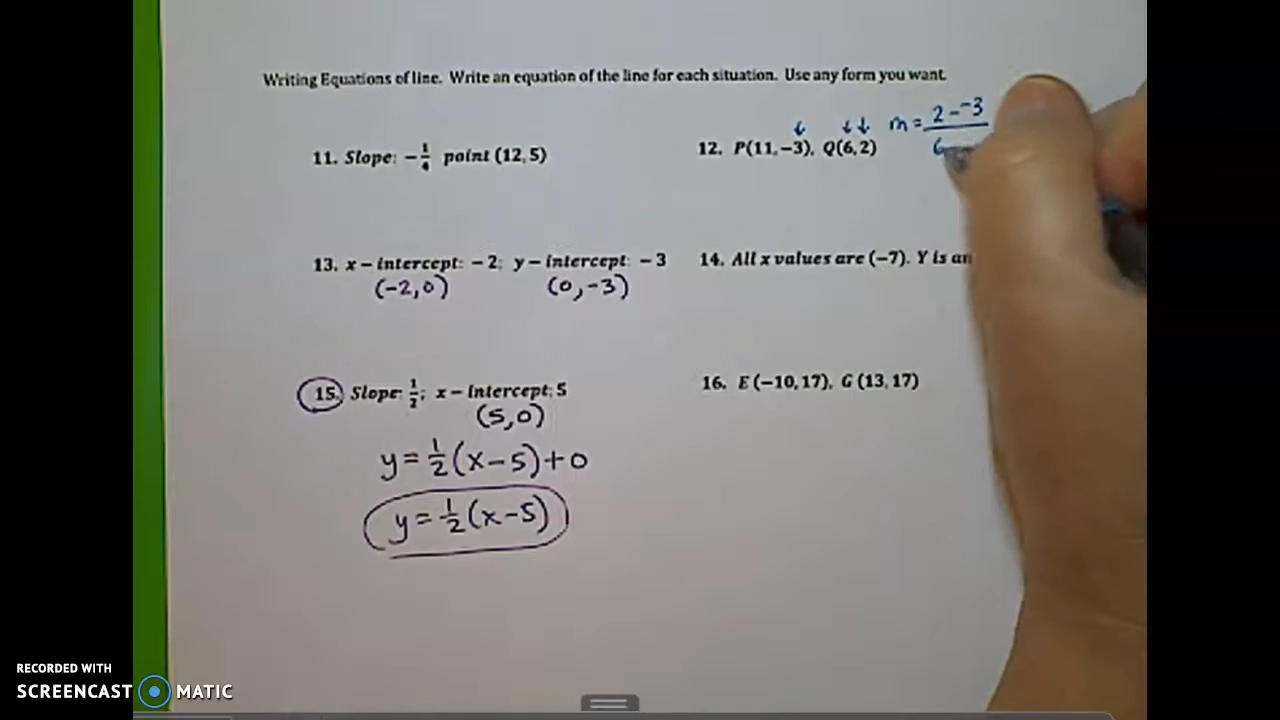 Writing Equations of line. Write an equation of the line for each situation. Use any form you want.
11. Slope: -1/4 point (12, 5)
12. P(11, -3), Q(6, 2) m = 2 - -3
6
13. x - intercept: -2; y - intercept: -3
(-2, 0) (0, -3)
14. All x values are (-7). Y is an
15. Slope: 1/2; x - intercept: 5
(5, 0)
16. E (-10, 17), G (13, 17)
y = 1/2 (x - 5) + 0
y = 1/2 (x - 5)
RECORDED WITH
SCREENCAST MATIC